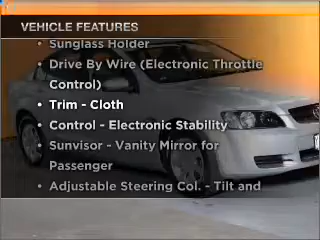 VEHICLE FEATURES
• Sunglass Holder
• Drive By Wire (Electronic Throttle
Control)
• Trim - Cloth
• Control - Electronic Stability
• Sunvisor - Vanity Mirror for
Passenger
• Adjustable Steering Col. - Tilt and